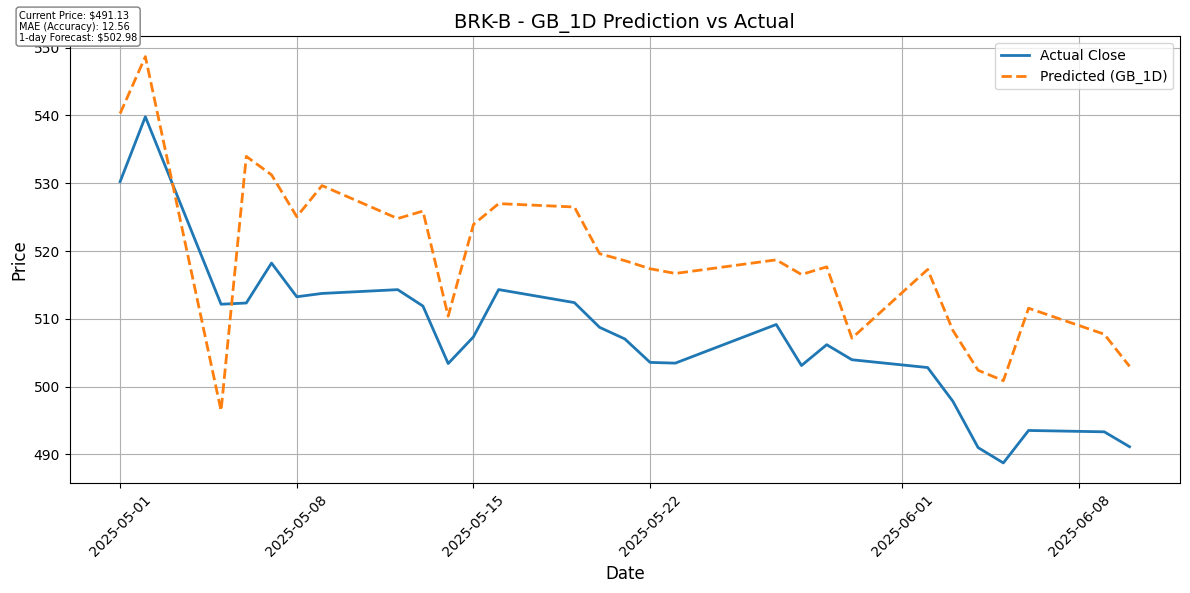 BRK-B - GB_1D Prediction vs Actual
Current Price: $491.13
MAE (Accuracy): 12.56
1-day Forecast: $502.98
Actual Close
Predicted (GB_1D)
Price
550
540
530
520
510
500
490
2025-05-01
2025-05-08
2025-05-15
2025-05-22
2025-06-01
2025-06-08
Date